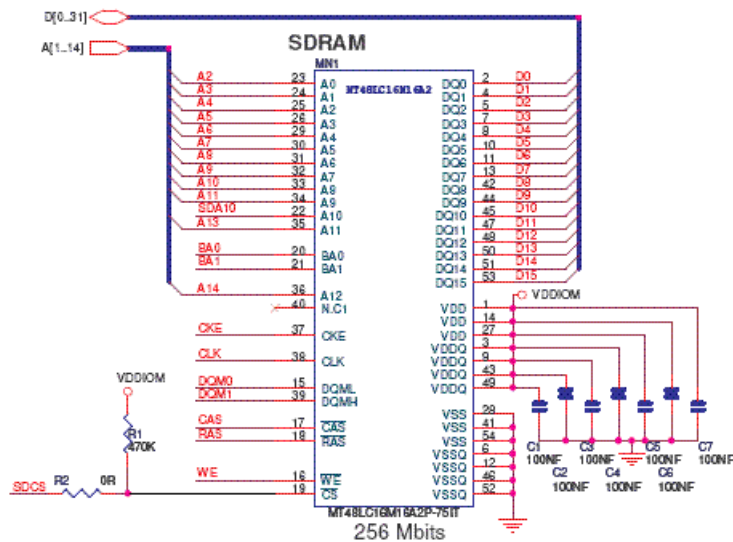 D[0..31]
A[1..14]
SDRAM
MN1
MT48LC16M16A2
A2 23 A0 DQ0 2 D0
A3 24 A1 DQ1 4 D1
A4 25 A2 DQ2 5 D2
A5 26 A3 DQ3 7 D3
A6 29 A4 DQ4 8 D4
A7 30 A5 DQ5 10 D5
A8 31 A6 DQ6 11 D6
A9 32 A7 DQ7 13 D7
A10 33 A8 DQ8 42 D8
A11 34 A9 DQ9 44 D9
SDA10 22 A10 DQ10 45 D10
A13 35 A11 DQ11 47 D11
DQ12 48 D12
BA0 20 BA0 DQ13 50 D13
BA1 21 BA1 DQ14 51 D14
DQ15 53 D15
A14 36 A12
VDDIOM
40 N.C1 VDD 1
VDD 14
CKE 37 CKE VDD 27
VDDQ 3
CLK 38 CLK VDDQ 9
VDDQ 43
DQM0 15 DQML VDDQ 49
DQM1 39 DQMH
VDDIOM
VSS 28
CAS 17 CAS VSS 41
RAS 18 RAS VSS 54
VSSQ 6
VSSQ 12
WE 16 WE VSSQ 46
19 CS VSSQ 52
R1
470K
SDCS R2 0R
C1 C3 C5 C7
100NF 100NF 100NF 100NF
C2 C4 C6
100NF 100NF 100NF
MT48LC16M16A2P-75IT
256 Mbits